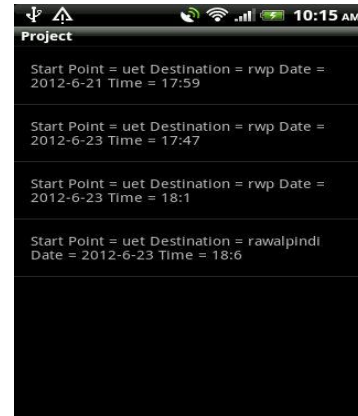 10:15 AM
Project
Start Point = uet Destination = rwp Date =
2012-6-21 Time = 17:59
Start Point = uet Destination = rwp Date =
2012-6-23 Time = 17:47
Start Point = uet Destination = rwp Date =
2012-6-23 Time = 18:1
Start Point = uet Destination = rawalpindi
Date = 2012-6-23 Time = 18:6